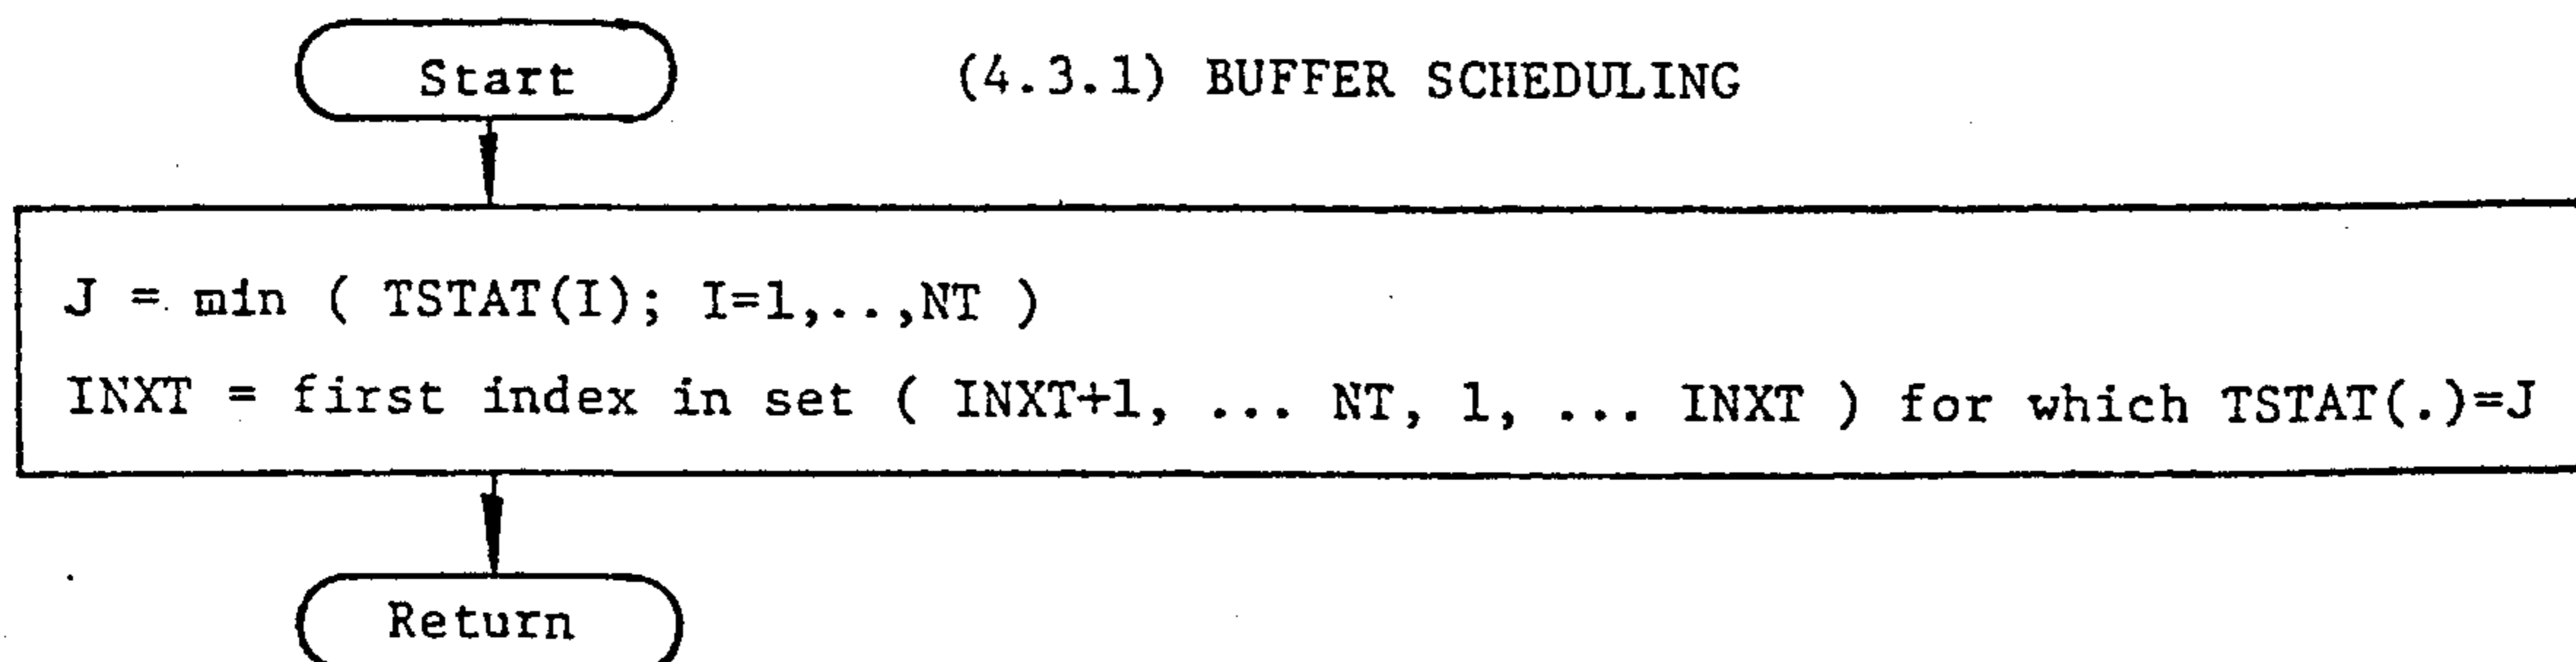 Start
(4.3.1) BUFFER SCHEDULING
J = min ( TSTAT(I); I=1,..,NT )
INXT = first index in set ( INXT+1, ... NT, 1, ... INXT ) for which TSTAT(.)=J
Return